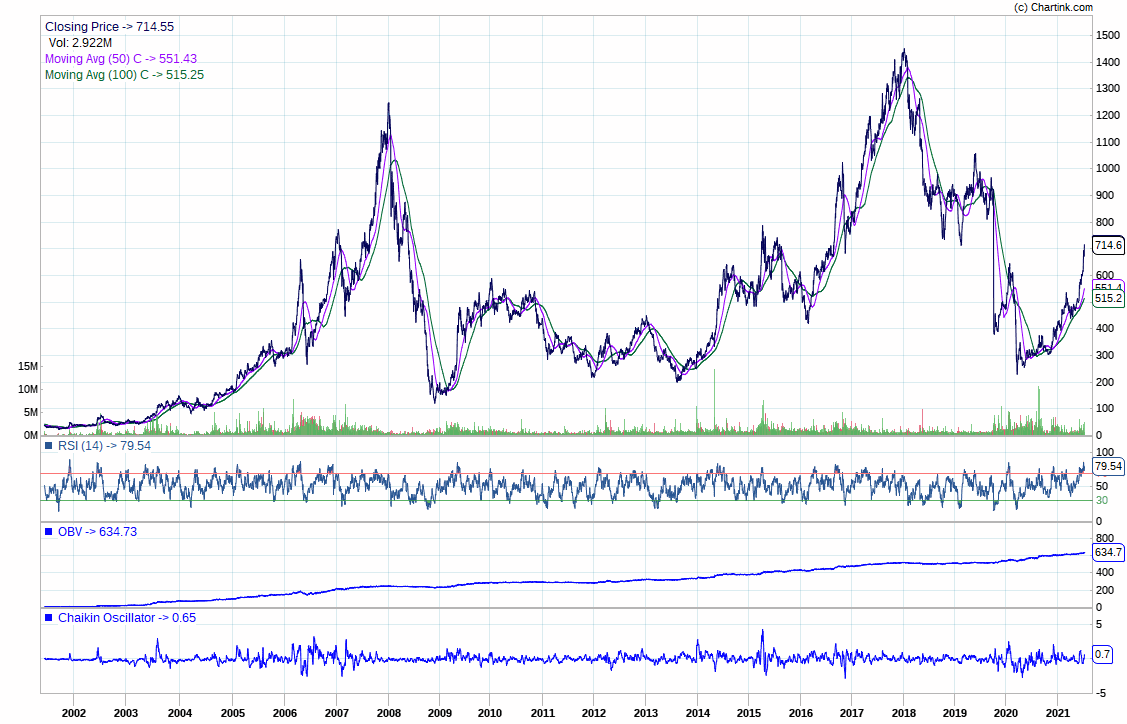 (c) Chartink.com
Closing Price -> 714.55
Vol: 2.922M
Moving Avg (50) C -> 551.43
Moving Avg (100) C -> 515.25
1500
1400
1300
1200
1100
1000
900
800
714.6
600
551.4
515.2
400
300
200
100
0
15M
10M
5M
0M
RSI (14) -> 79.54
100
79.54
50
30
0
OBV -> 634.73
800
634.7
400
200
0
Chaikin Oscillator -> 0.65
5
0.7
-5
2002 2003 2004 2005 2006 2007 2008 2009 2010 2011 2012 2013 2014 2015 2016 2017 2018 2019 2020 2021